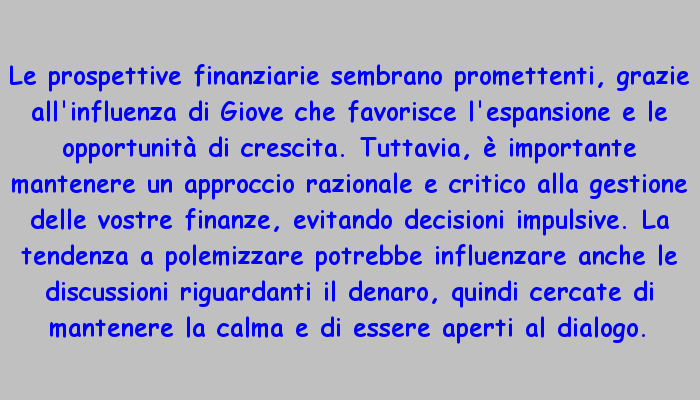 Le prospettive finanziarie sembrano promettenti, grazie
all'influenza di Giove che favorisce l'espansione e le
opportunità di crescita. Tuttavia, è importante
mantenere un approccio razionale e critico alla gestione
delle vostre finanze, evitando decisioni impulsive. La
tendenza a polemizzare potrebbe influenzare anche le
discussioni riguardanti il denaro, quindi cercate di
mantenere la calma e di essere aperti al dialogo.